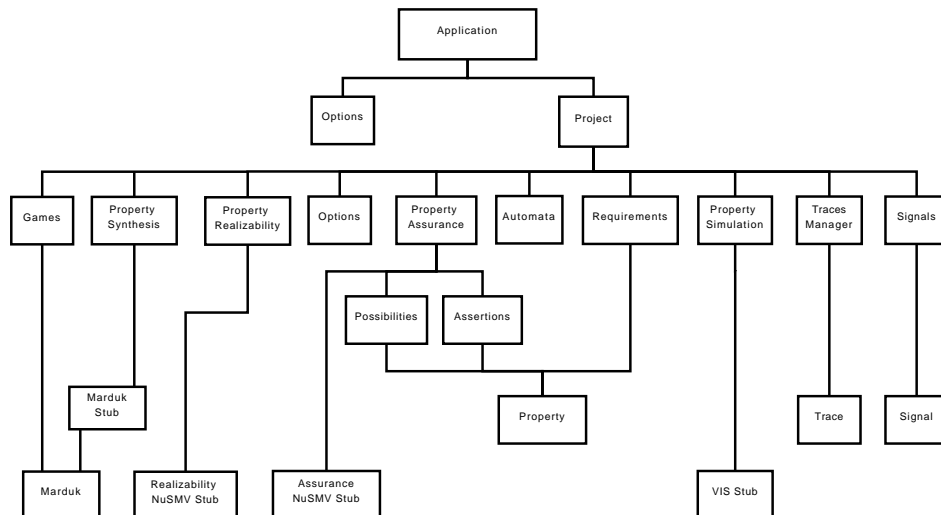 Application
Options
Project
Games
Property
Synthesis
Property
Realizability
Options
Property
Assurance
Automata
Requirements
Property
Simulation
Traces
Manager
Signals
Possibilities
Assertions
Marduk
Stub
Property
Trace
Signal
Marduk
Realizability
NuSMV Stub
Assurance
NuSMV Stub
VIS Stub